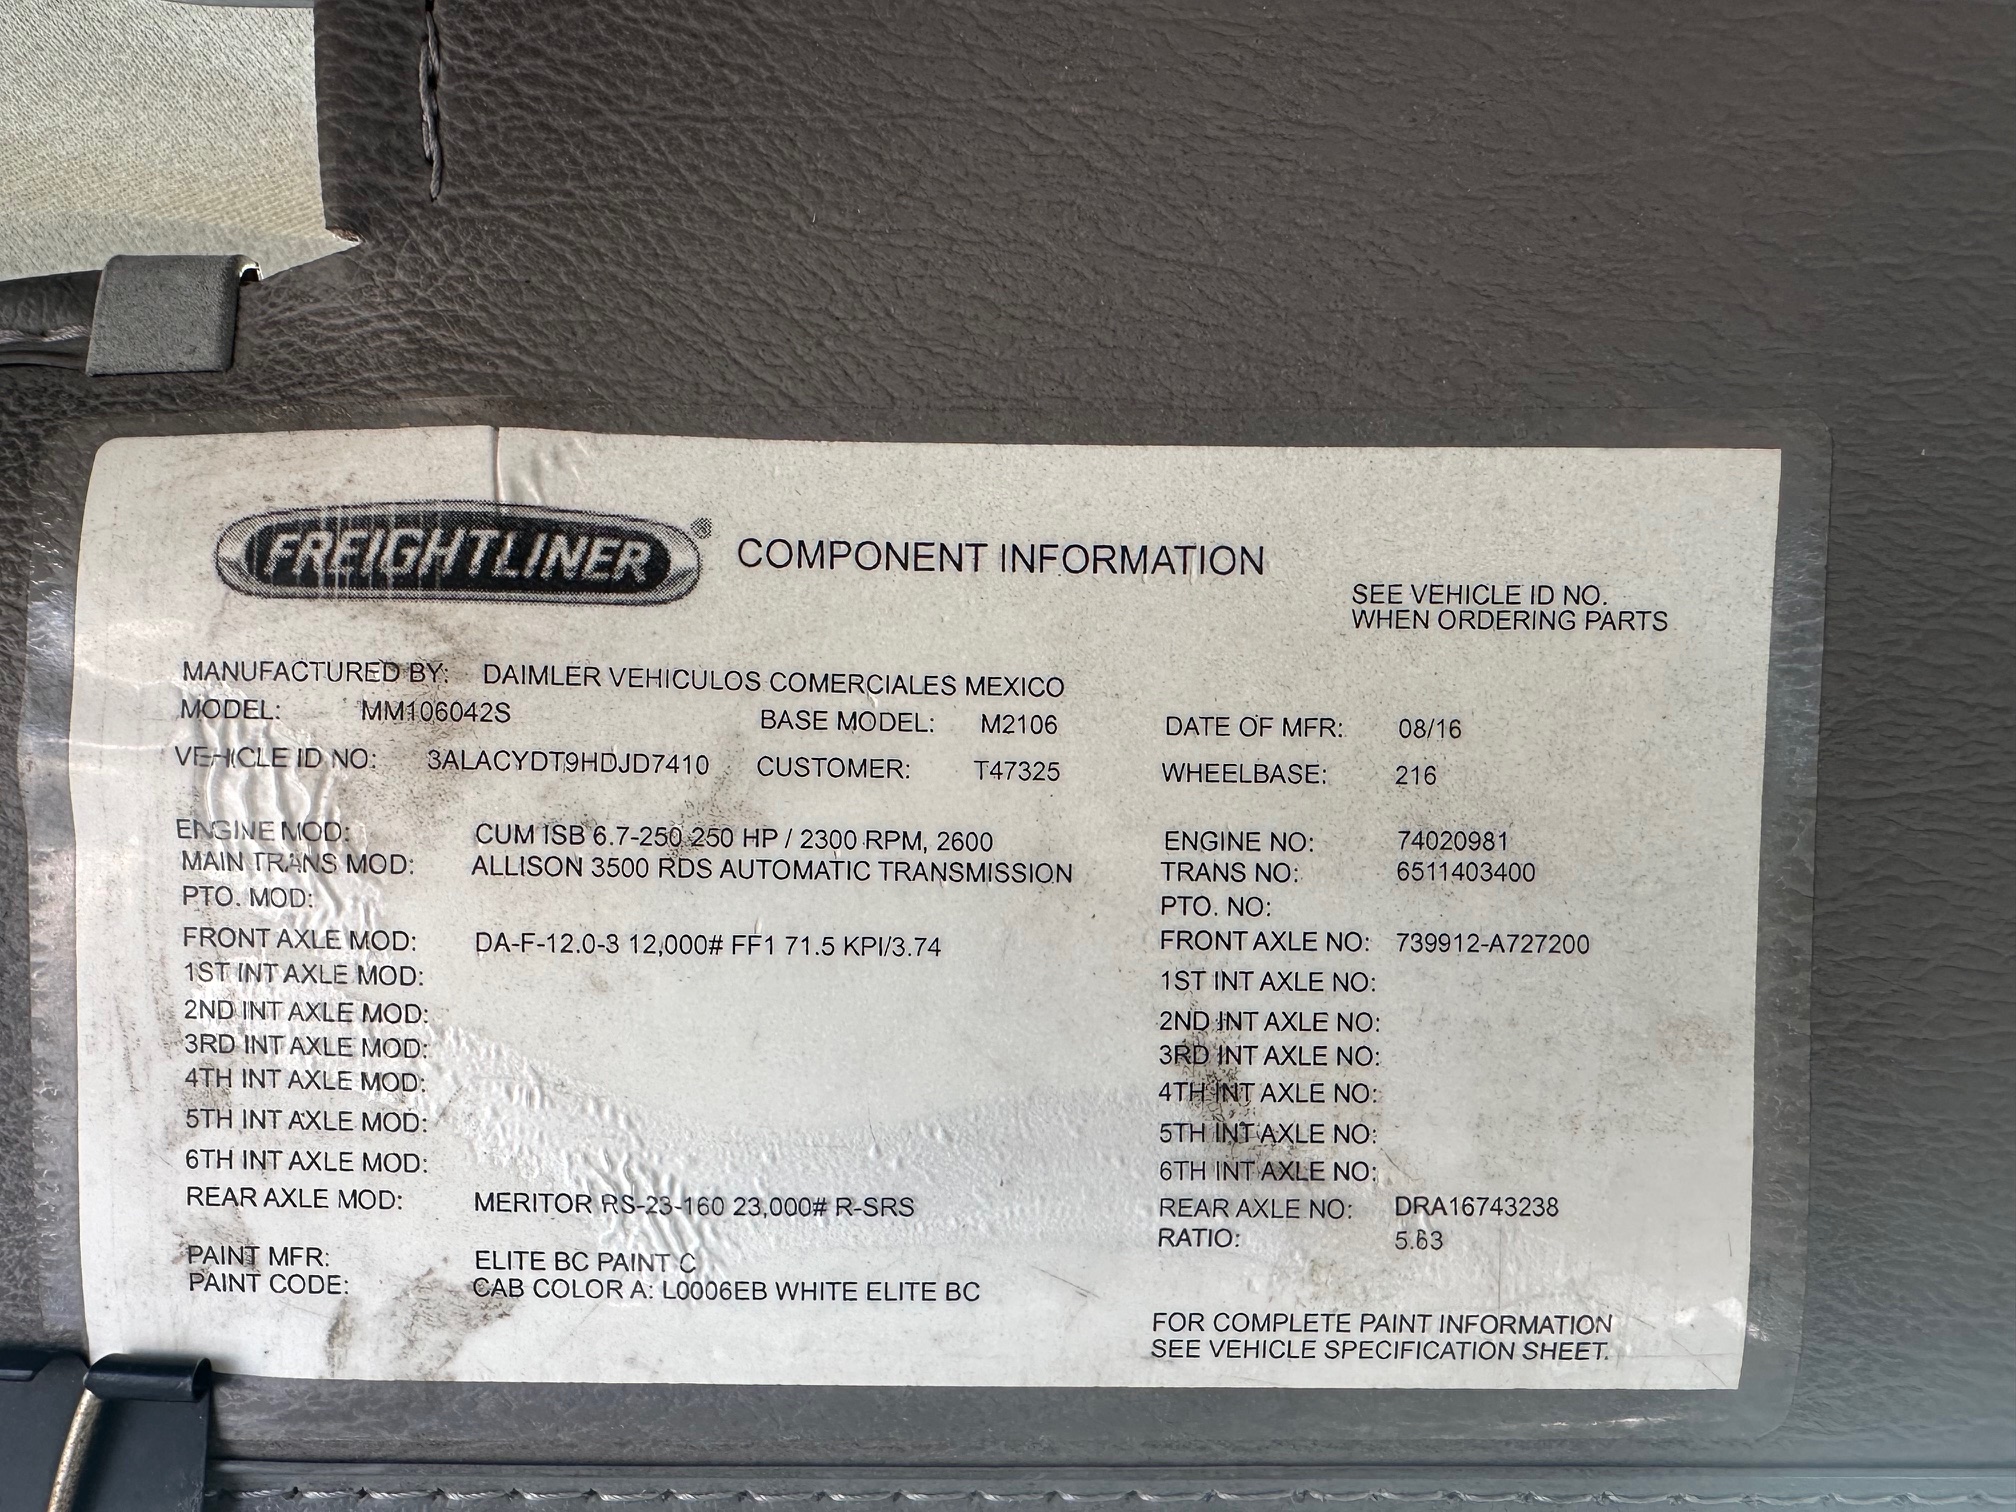 FREIGHTLINER® COMPONENT INFORMATION
SEE VEHICLE ID NO.
WHEN ORDERING PARTS
MANUFACTURED BY: DAIMLER VEHICULOS COMERCIALES MEXICO
MODEL: MM106042S BASE MODEL: M2106 DATE OF MFR: 08/16
VEHICLE ID NO: 3ALACYDT9HDJD7410 CUSTOMER: T47325 WHEELBASE: 216
ENGINE MOD: CUM ISB 6.7-250 250 HP / 2300 RPM, 2600 ENGINE NO: 74020981
MAIN TRANS MOD: ALLISON 3500 RDS AUTOMATIC TRANSMISSION TRANS NO: 6511403400
PTO. MOD: PTO. NO:
FRONT AXLE MOD: DA-F-12.0-3 12,000# FF1 71.5 KPI/3.74 FRONT AXLE NO: 739912-A727200
1ST INT AXLE MOD: 1ST INT AXLE NO:
2ND INT AXLE MOD: 2ND INT AXLE NO:
3RD INT AXLE MOD: 3RD INT AXLE NO:
4TH INT AXLE MOD: 4TH INT AXLE NO:
5TH INT AXLE MOD: 5TH INT AXLE NO:
6TH INT AXLE MOD: 6TH INT AXLE NO:
REAR AXLE MOD: MERITOR RS-23-160 23,000# R-SRS REAR AXLE NO: DRA16743238
RATIO: 5.63
PAINT MFR: ELITE BC PAINT C
PAINT CODE: CAB COLOR A: L0006EB WHITE ELITE BC
FOR COMPLETE PAINT INFORMATION
SEE VEHICLE SPECIFICATION SHEET.